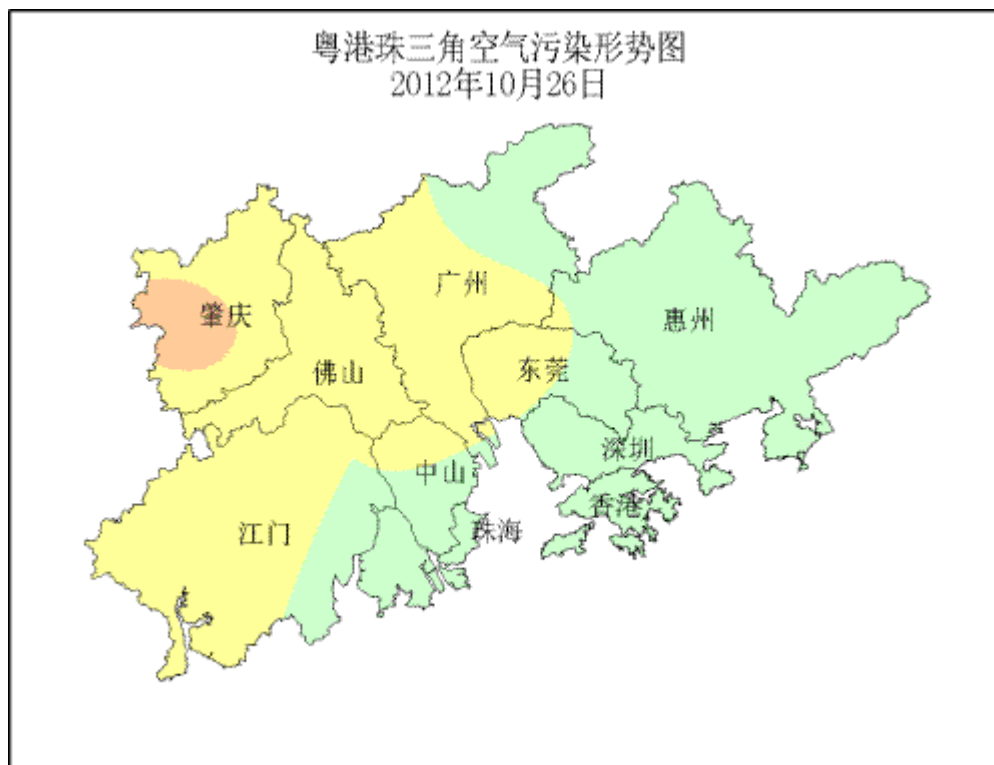 粤港珠三角空气污染形势图
2012年10月26日
广州
肇庆
惠州
佛山
东莞
深圳
中山
香港
江门
珠海